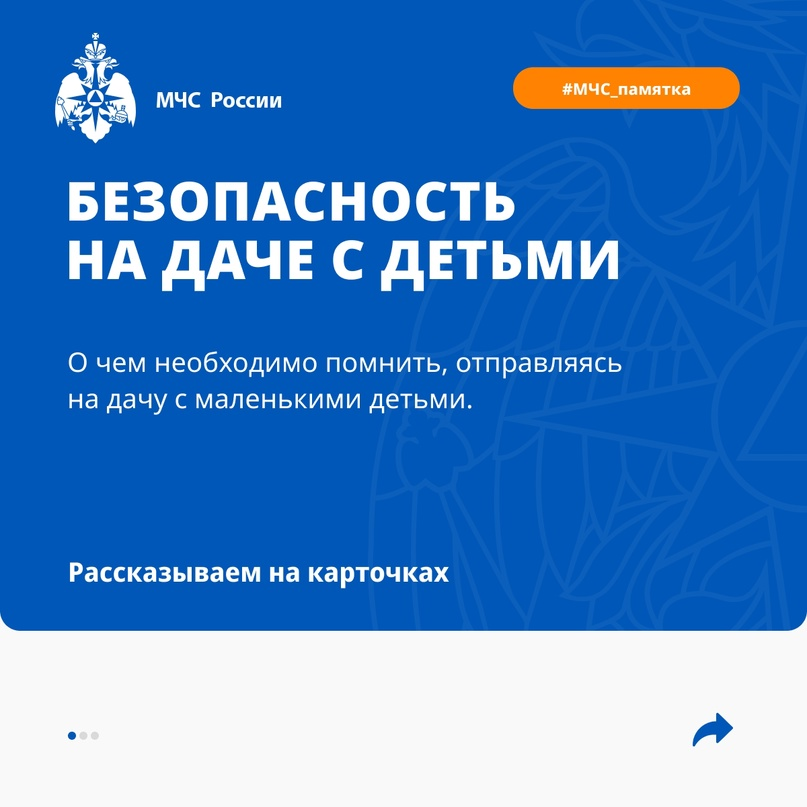 МЧС России
#МЧС_памятка
БЕЗОПАСНОСТЬ
НА ДАЧЕ С ДЕТЬМИ
О чем необходимо помнить, отправляясь
на дачу с маленькими детьми.
Рассказываем на карточках